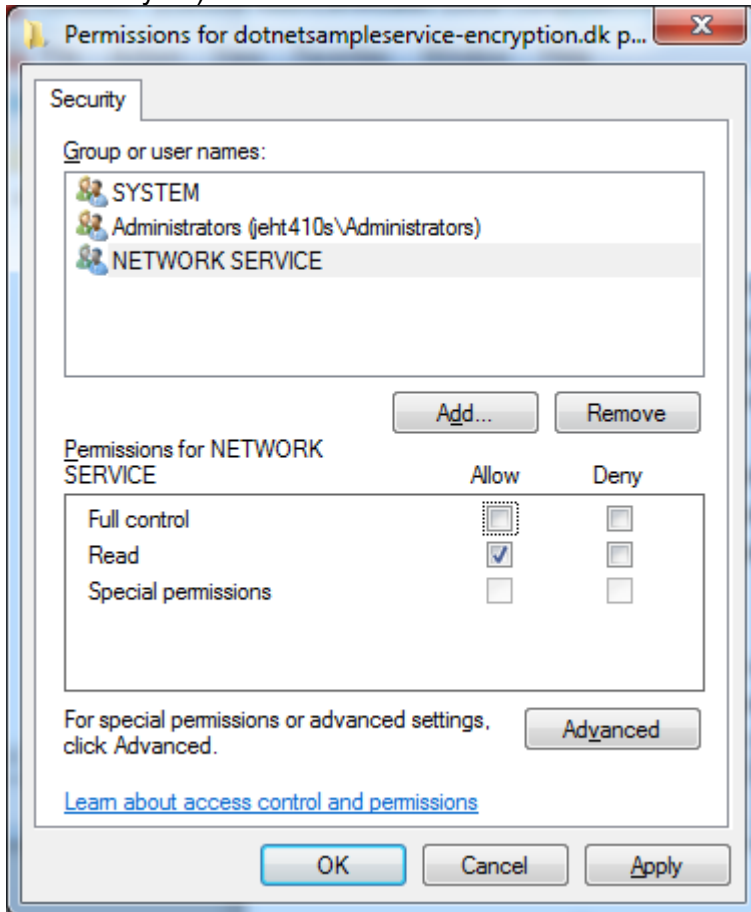 Permissions for dotnetsampleservice-encryption.dk p...
Security
Group or user names:
SYSTEM
Administrators (jeht410s\Administrators)
NETWORK SERVICE
Add... Remove
Permissions for NETWORK
SERVICE Allow Deny
Full control
Read
Special permissions
For special permissions or advanced settings,
click Advanced.
Advanced
Learn about access control and permissions
OK Cancel Apply